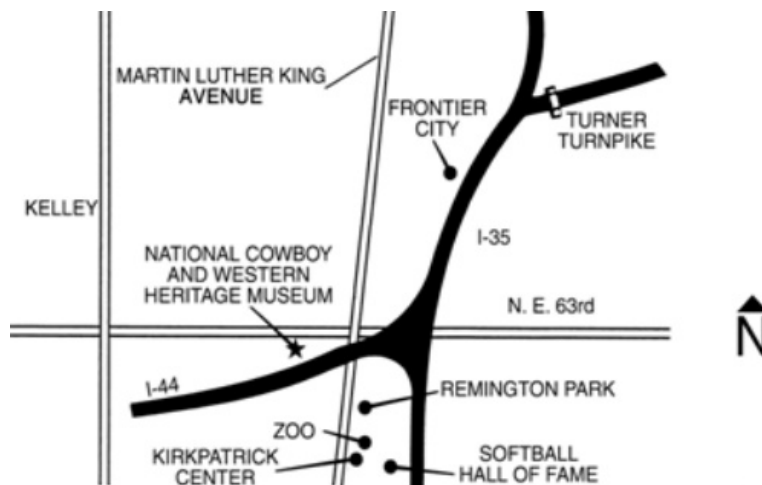 MARTIN LUTHER KING
AVENUE
FRONTIER
CITY
TURNER
TURNPIKE
KELLEY
I-35
NATIONAL COWBOY
AND WESTERN
HERITAGE MUSEUM
N. E. 63rd
N
I-44
REMINGTON PARK
ZOO
KIRKPATRICK
CENTER
SOFTBALL
HALL OF FAME